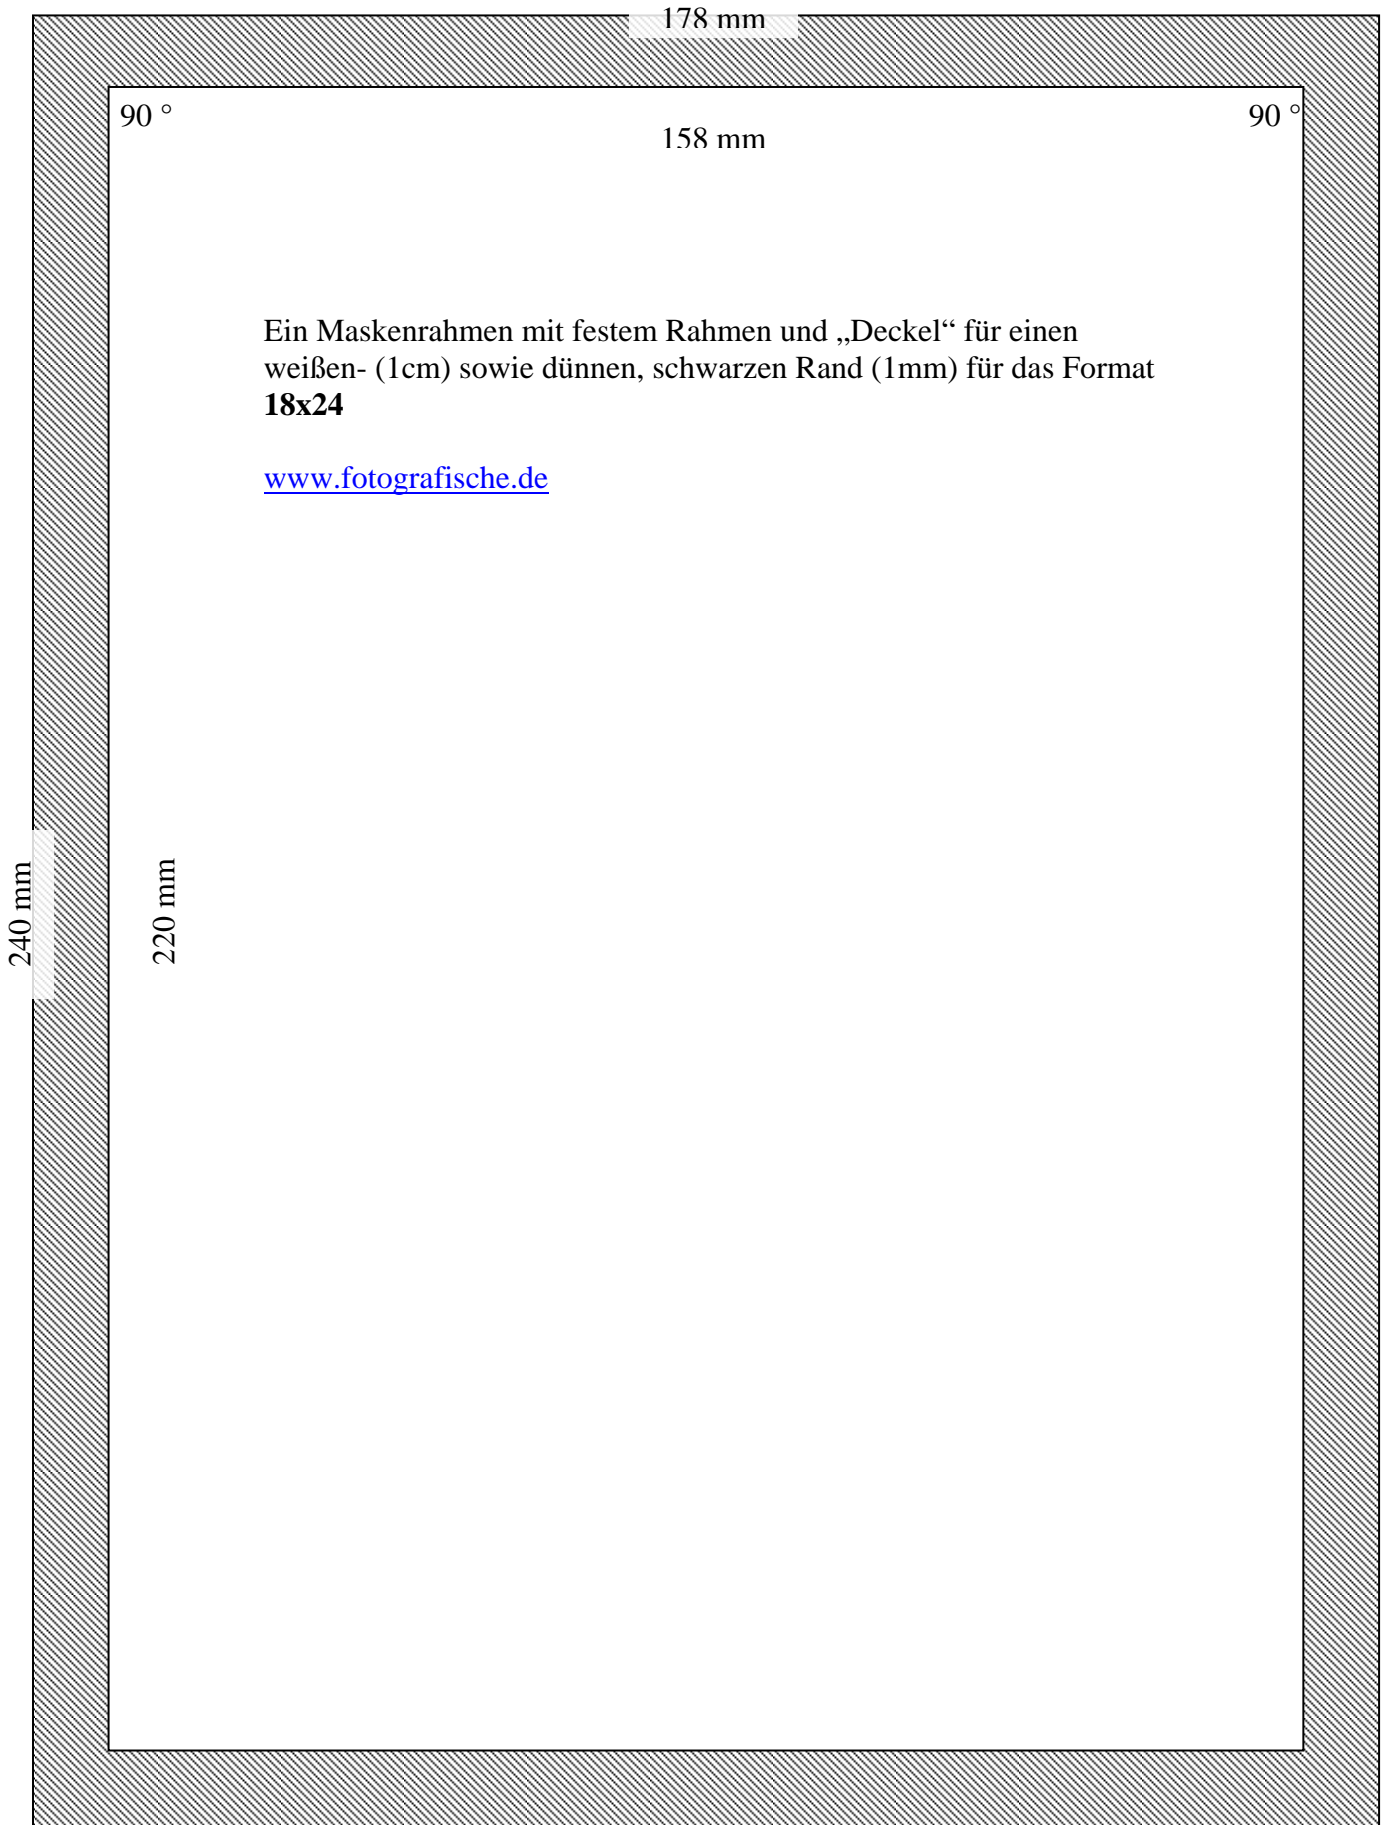 178 mm
90 °
90 °
158 mm
Ein Maskenrahmen mit festem Rahmen und „Deckel“ für einen
weißen- (1cm) sowie dünnen, schwarzen Rand (1mm) für das Format
18x24
www.fotografische.de
240 mm
220 mm